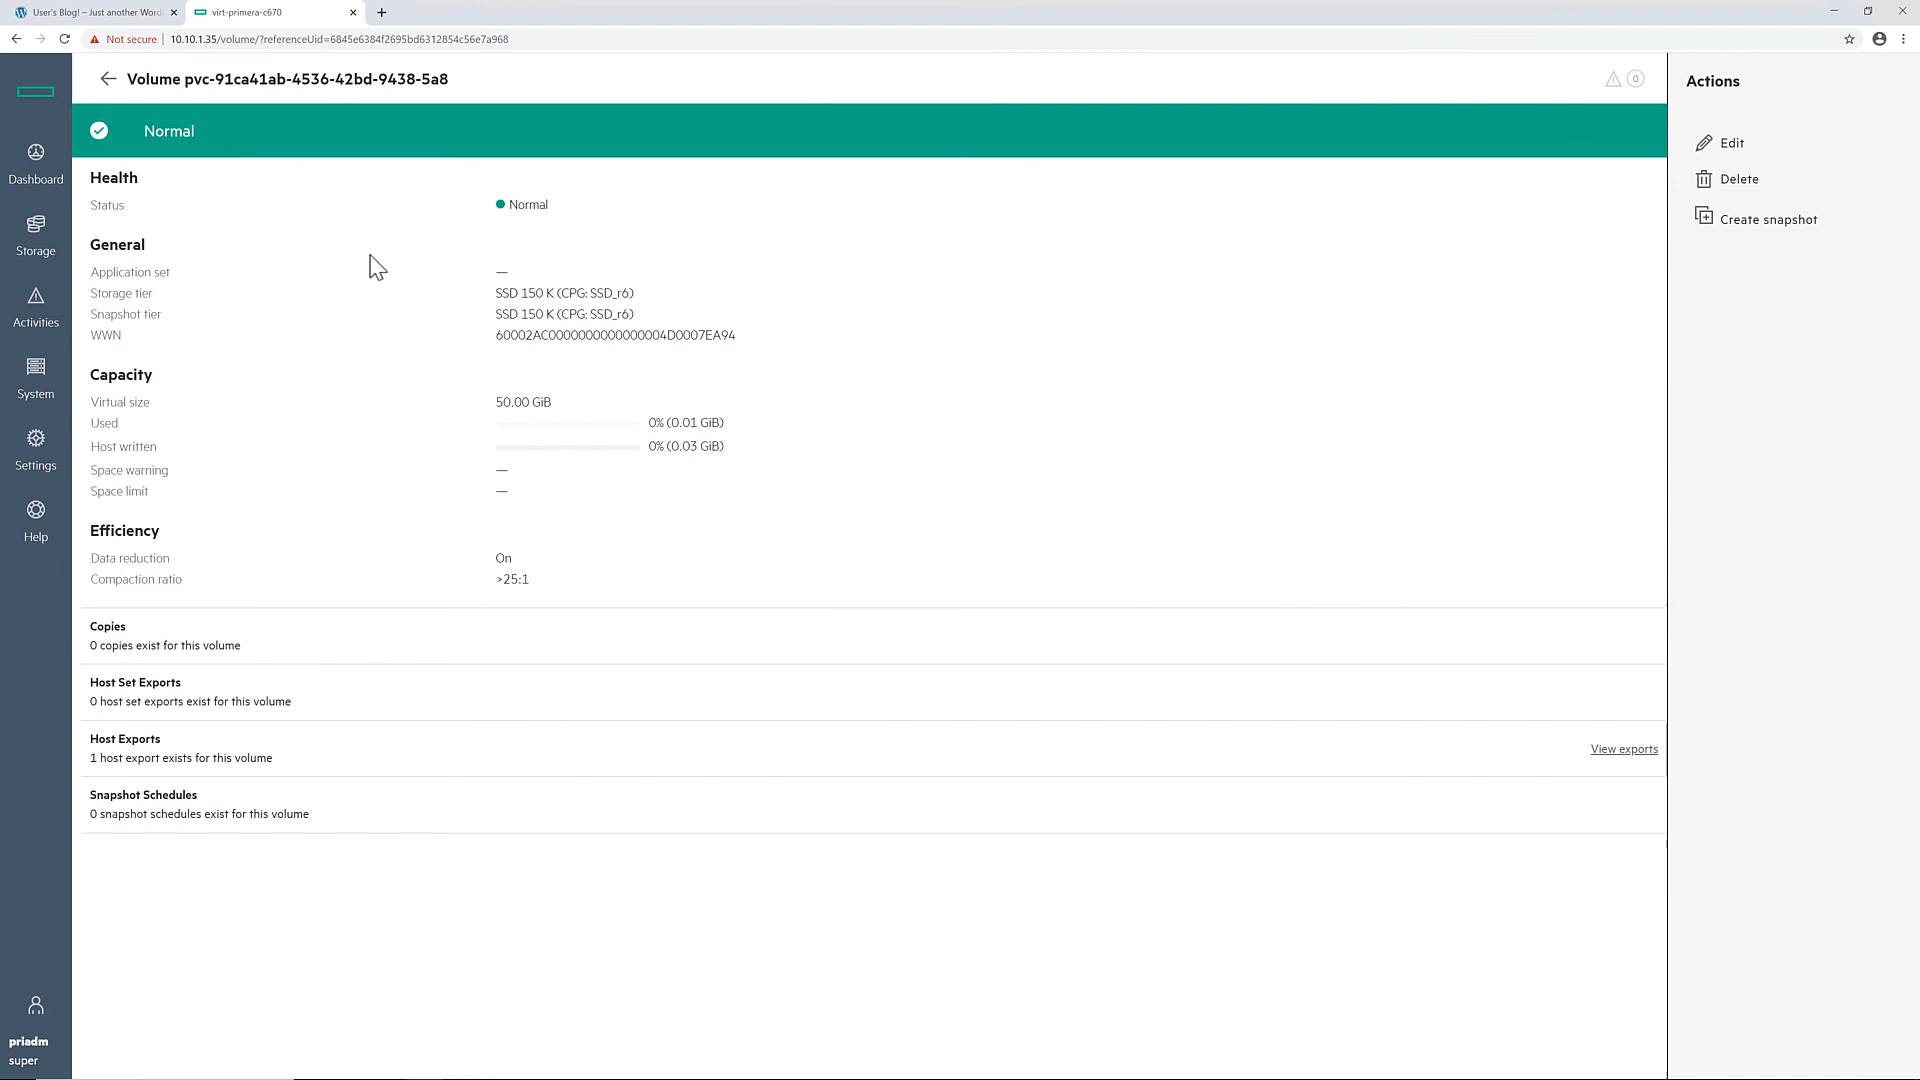 User's Blog! – Just another Word
virt-primera-c670
Not secure
10.10.1.35/volume/?referenceUid=6845e6384f2695bd6312854c56e7a968
Volume pvc-91ca41ab-4536-42bd-9438-5a8
0
Actions
Normal
Edit
Delete
Create snapshot
Dashboard
Storage
Activities
System
Settings
Help
priadm
super
Health
Status Normal
General
Application set —
Storage tier SSD 150 K (CPG: SSD_r6)
Snapshot tier SSD 150 K (CPG: SSD_r6)
WWN 60002AC0000000000000004D0007EA94
Capacity
Virtual size 50.00 GiB
Used 0% (0.01 GiB)
Host written 0% (0.03 GiB)
Space warning —
Space limit —
Efficiency
Data reduction On
Compaction ratio >25:1
Copies
0 copies exist for this volume
Host Set Exports
0 host set exports exist for this volume
Host Exports
1 host export exists for this volume
View exports
Snapshot Schedules
0 snapshot schedules exist for this volume